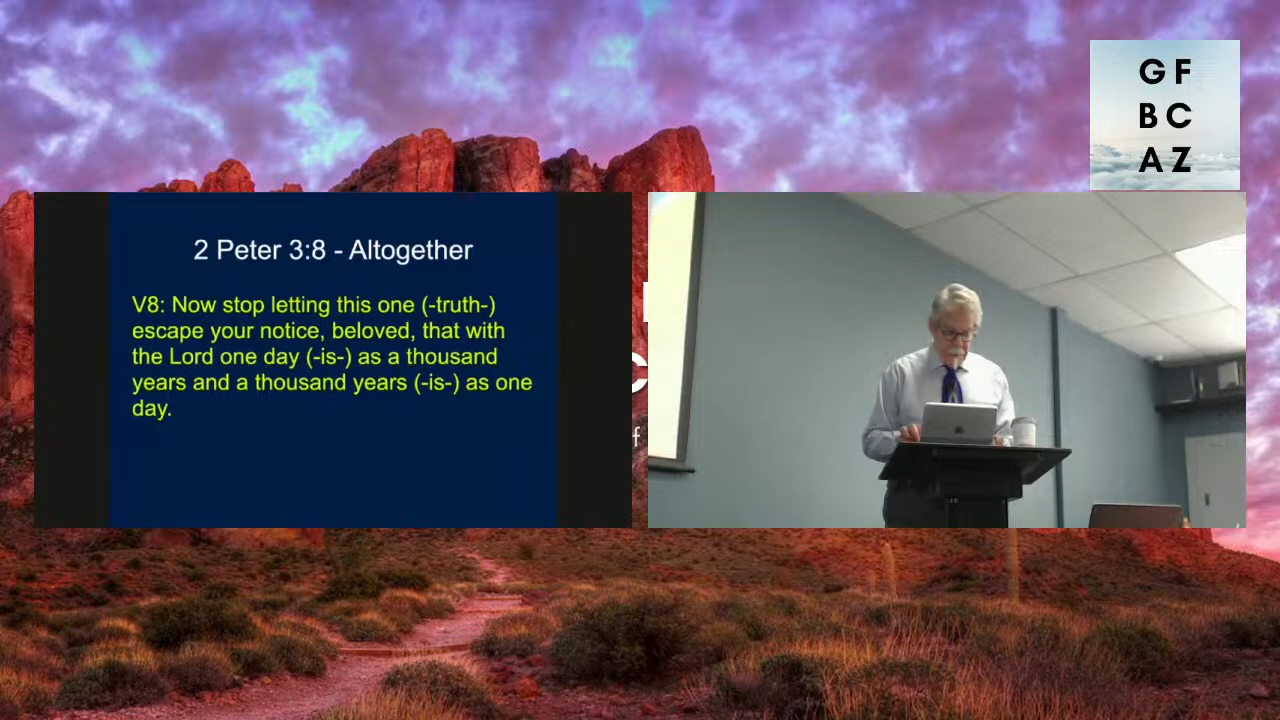 G F
B C
A Z
2 Peter 3:8 - Altogether
V8: Now stop letting this one (-truth-)
escape your notice, beloved, that with
the Lord one day (-is-) as a thousand
years and a thousand years (-is-) as one
day.